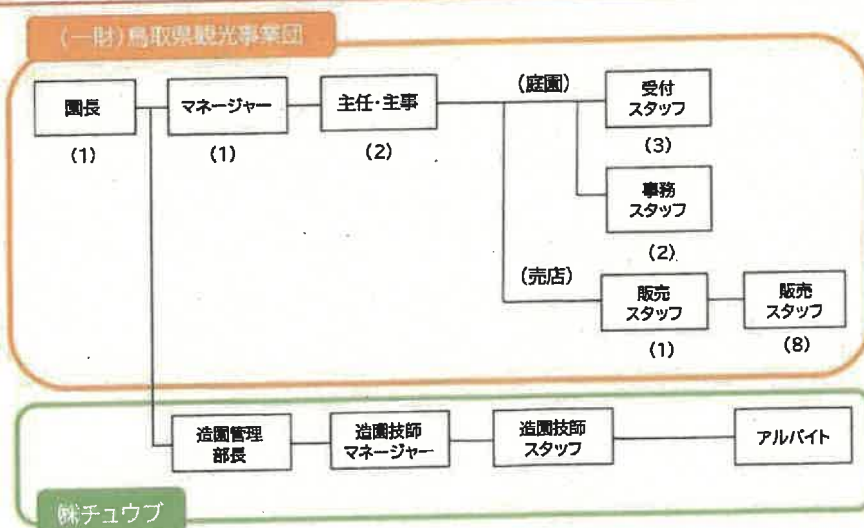 (一財)鳥取県観光事業団
園長
(1)
マネージャー
(1)
主任・主事
(2)
(庭園)
受付
スタッフ
(3)
事務
スタッフ
(2)
(売店)
販売
スタッフ
(1)
販売
スタッフ
(8)
造園管理
部長
造園技師
マネージャー
造園技師
スタッフ
アルバイト
㈱チュウブ